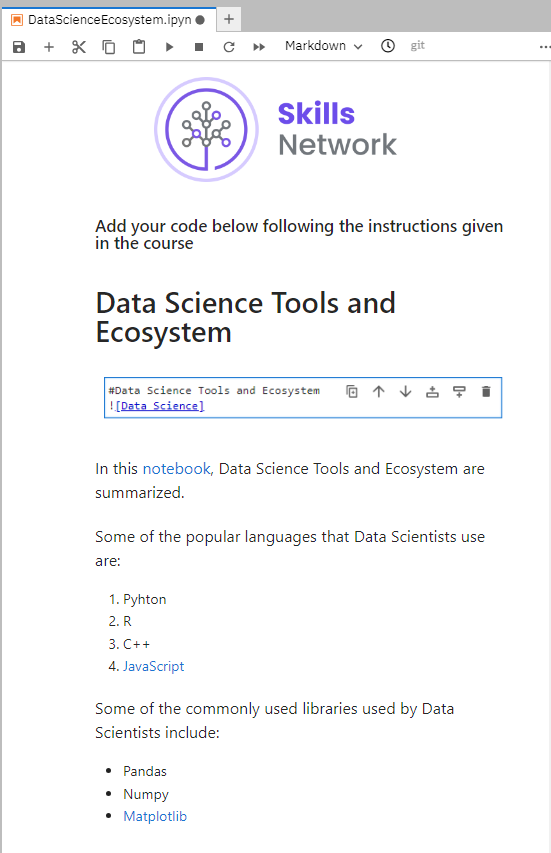 DataScienceEcosystem.ipyn
Markdown
git
Skills
Network
Add your code below following the instructions given
in the course
Data Science Tools and
Ecosystem
#Data Science Tools and Ecosystem
![Data Science]
In this notebook, Data Science Tools and Ecosystem are
summarized.
Some of the popular languages that Data Scientists use
are:
1. Pyhton
2. R
3. C++
4. JavaScript
Some of the commonly used libraries used by Data
Scientists include:
• Pandas
• Numpy
• Matplotlib